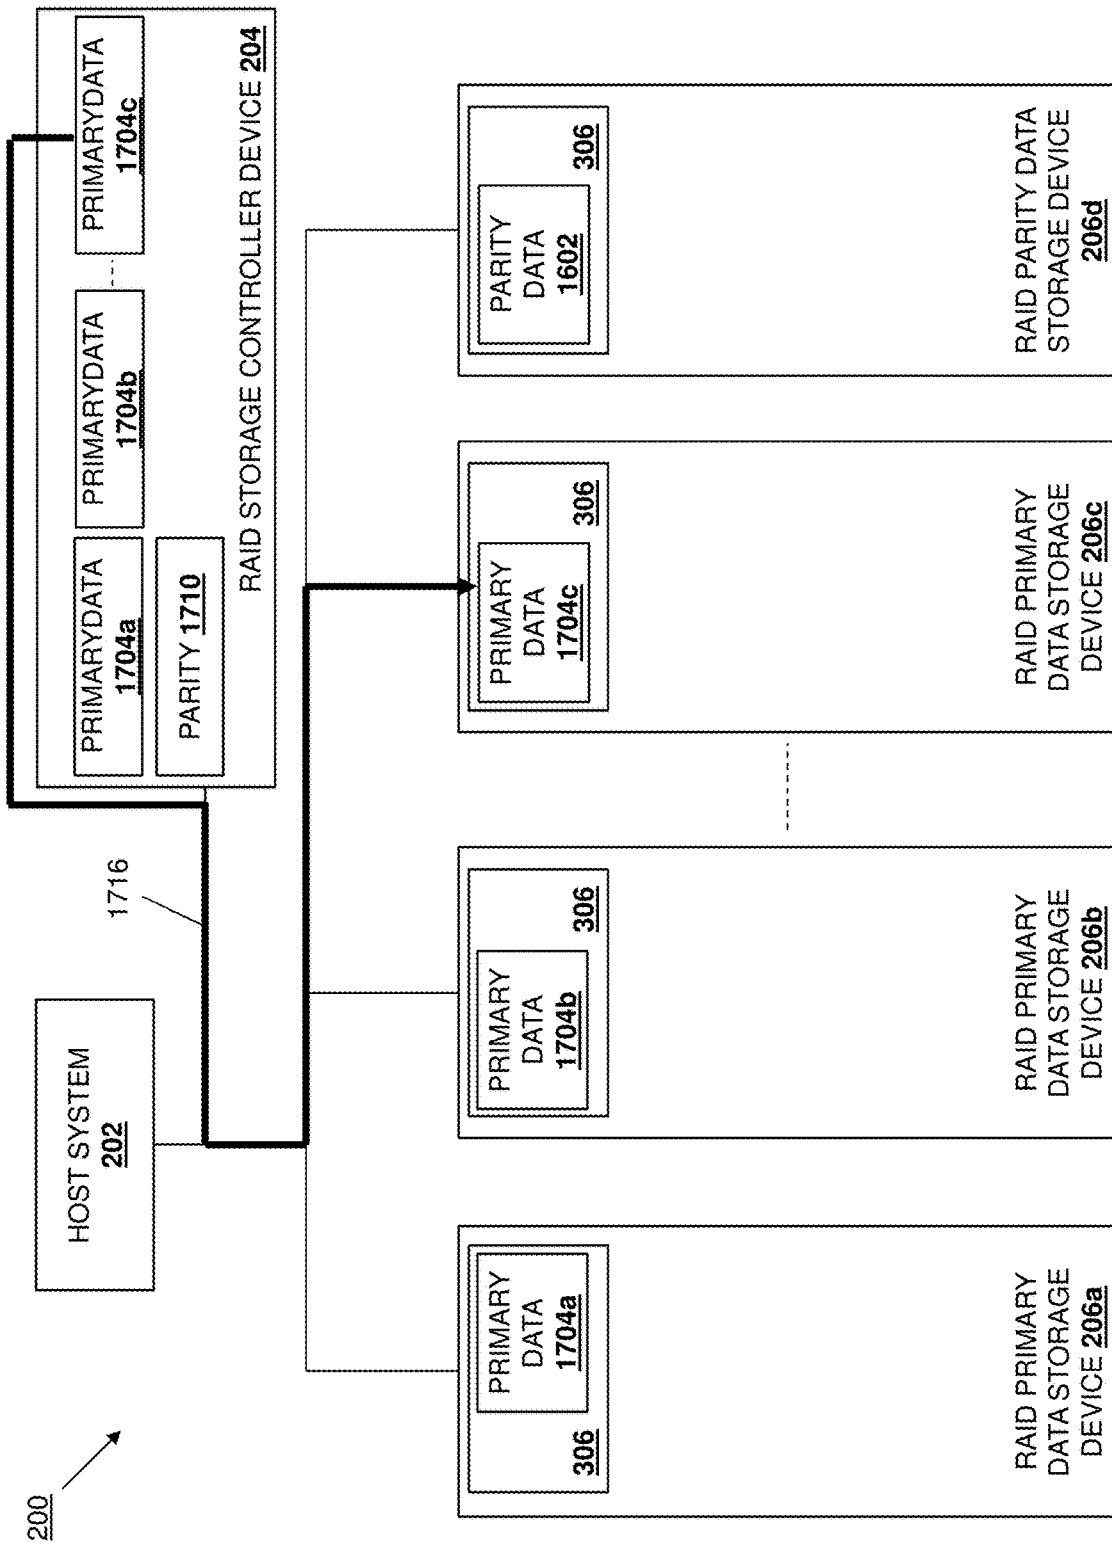 200
HOST SYSTEM
202
1716
PRIMARYDATA
1704a
PRIMARYDATA
1704b
PRIMARYDATA
1704c
PARITY 1710
RAID STORAGE CONTROLLER DEVICE 204
306
PRIMARY
DATA
1704a
RAID PRIMARY
DATA STORAGE
DEVICE 206a
PRIMARY
DATA
1704b
306
RAID PRIMARY
DATA STORAGE
DEVICE 206b
PRIMARY
DATA
1704c
306
RAID PRIMARY
DATA STORAGE
DEVICE 206c
PARITY
DATA
1602
306
RAID PARITY DATA
STORAGE DEVICE
206d